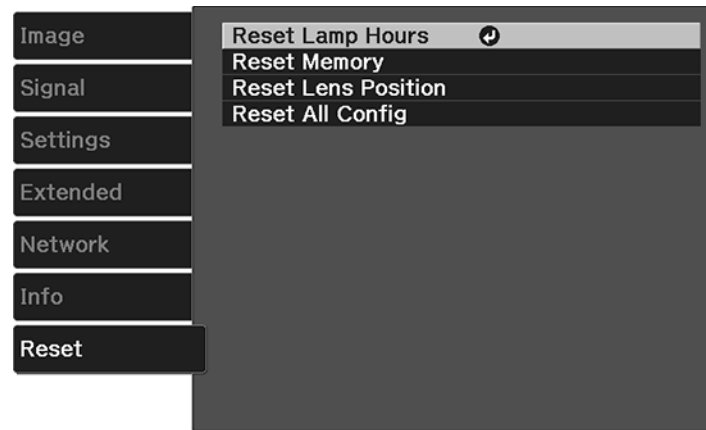 Image
Signal
Settings
Extended
Network
Info
Reset
Reset Lamp Hours
Reset Memory
Reset Lens Position
Reset All Config